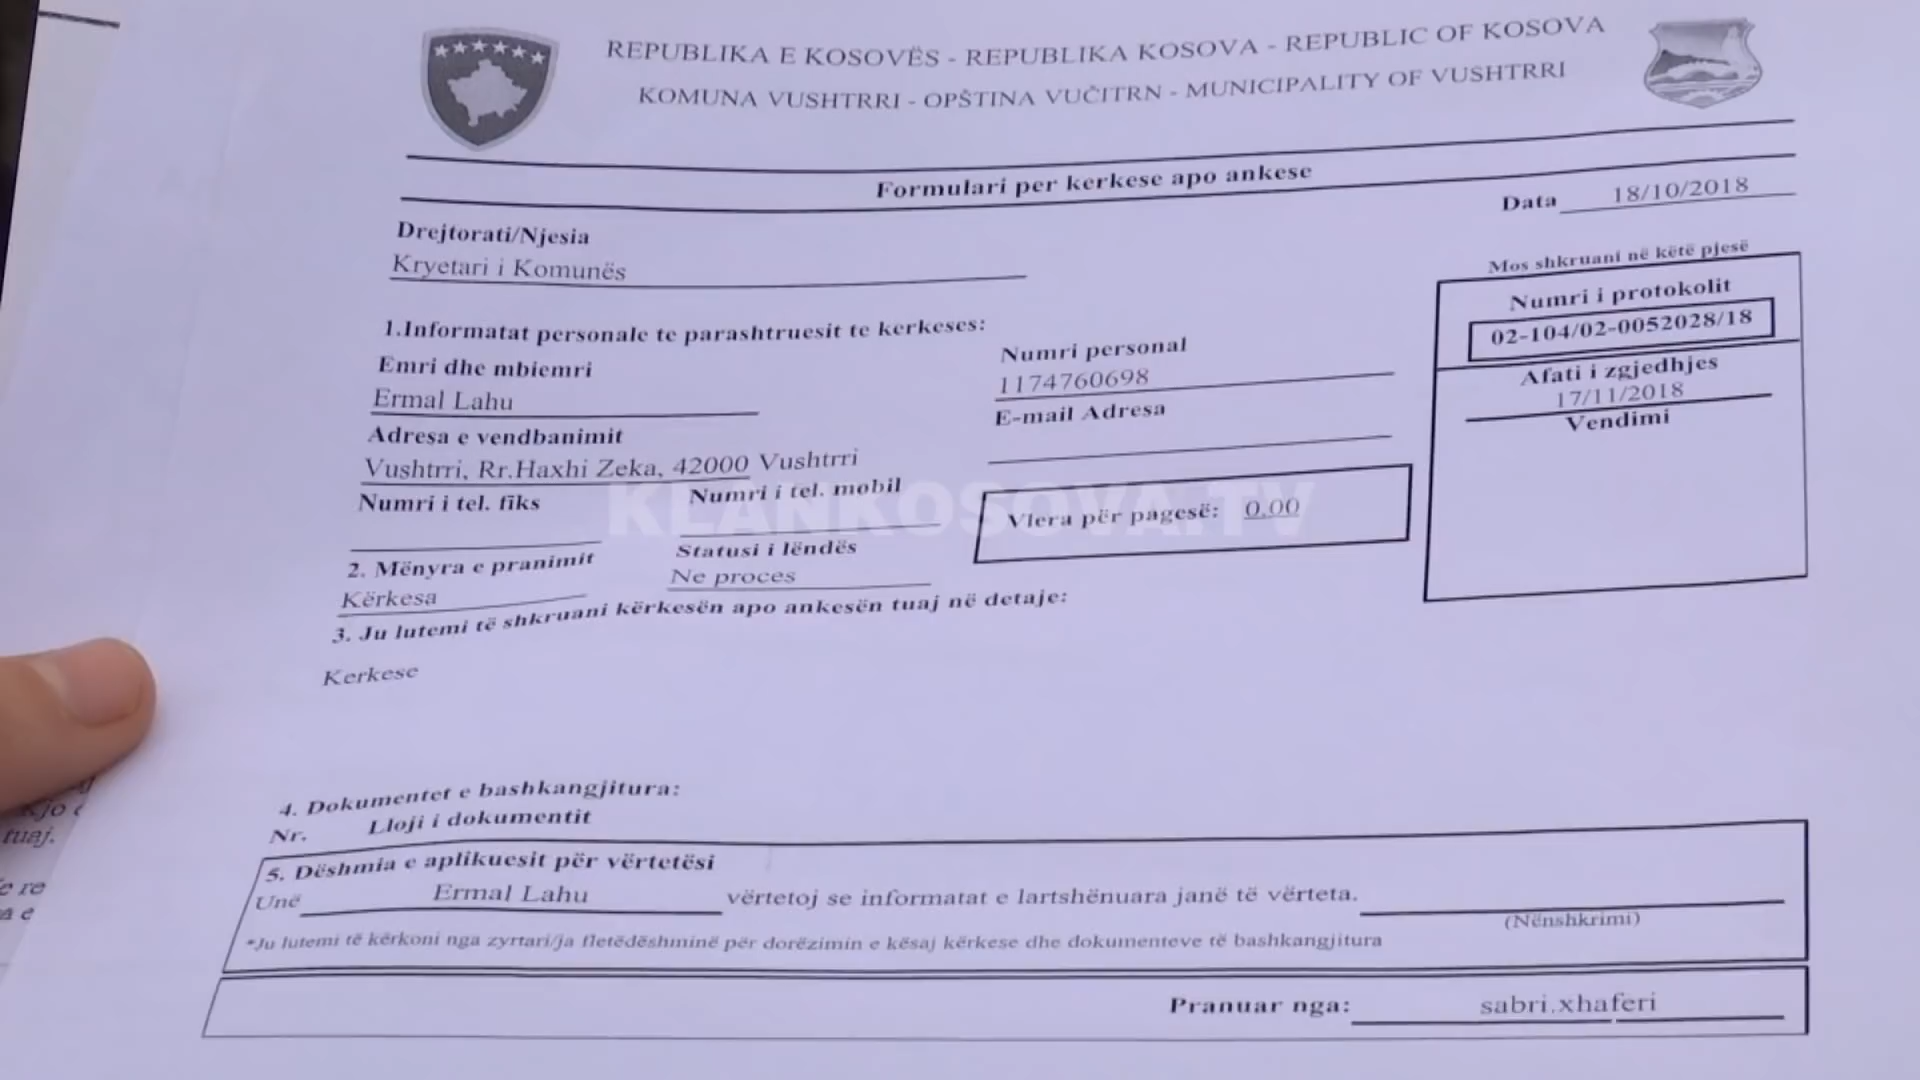 REPUBLIKA E KOSOVËS - REPUBLIKA KOSOVA - REPUBLIC OF KOSOVA
KOMUNA VUSHTRRI - OPŠTINA VUČITRN - MUNICIPALITY OF VUSHTRRI
Formulari per kerkese apo ankese
Data 18/10/2018
Drejtorati/Njesia
Kryetari i Komunës
Mos shkruani në këtë pjesë
Numri i protokolit
02-104/02-0052028/18
Afati i zgjedhjes
17/11/2018
Vendimi
1.Informatat personale te parashtruesit te kerkeses:
Emri dhe mbiemri
Ermal Lahu
Numri personal
1174760698
Adresa e vendbanimit
Vushtrri, Rr.Haxhi Zeka, 42000 Vushtrri
E-mail Adresa
Numri i tel. fiks
Numri i tel. mobil
KLANKOSOVA.TV
Vlera për pagesë: 0.00
2. Mënyra e pranimit
Kërkesa
Statusi i lëndës
Ne proces
3. Ju lutemi të shkruani kërkesën apo ankesën tuaj në detaje:
Kerkese
4. Dokumentet e bashkangjitura:
Nr. Lloji i dokumentit
5. Dëshmia e aplikuesit për vërtetësi
Unë Ermal Lahu vërtetoj se informatat e lartshënuara janë të vërteta.
(Nënshkrimi)
*Ju lutemi të kërkoni nga zyrtari/ja fletëdëshminë për dorëzimin e kësaj kërkese dhe dokumenteve të bashkangjitura
Pranuar nga: sabri.xhaferi
tuaj.